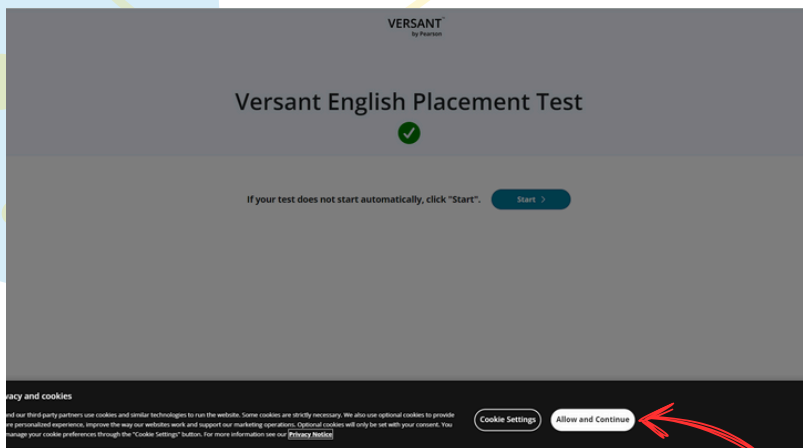 VERSANT
by Pearson
Versant English Placement Test
If your test does not start automatically, click "Start". Start >
vacy and cookies
nd our third-party partners use cookies and similar technologies to run the website. Some cookies are strictly necessary. We also use optional cookies to provide
re personalized experience, improve the way our websites work and support our marketing operations. Optional cookies will only be set with your consent. You
manage your cookie preferences through the "Cookie Settings" button. For more information see our Privacy Notice
Cookie Settings
Allow and Continue